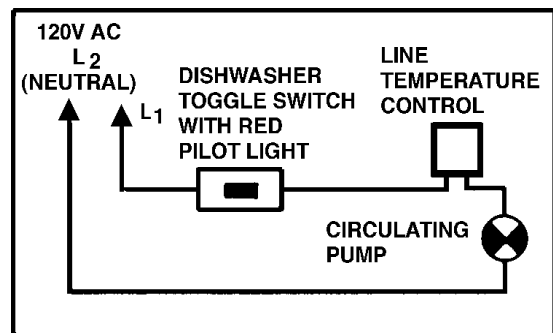 120V AC
L2
(NEUTRAL)
L1
DISHWASHER
TOGGLE SWITCH
WITH RED
PILOT LIGHT
LINE
TEMPERATURE
CONTROL
CIRCULATING
PUMP